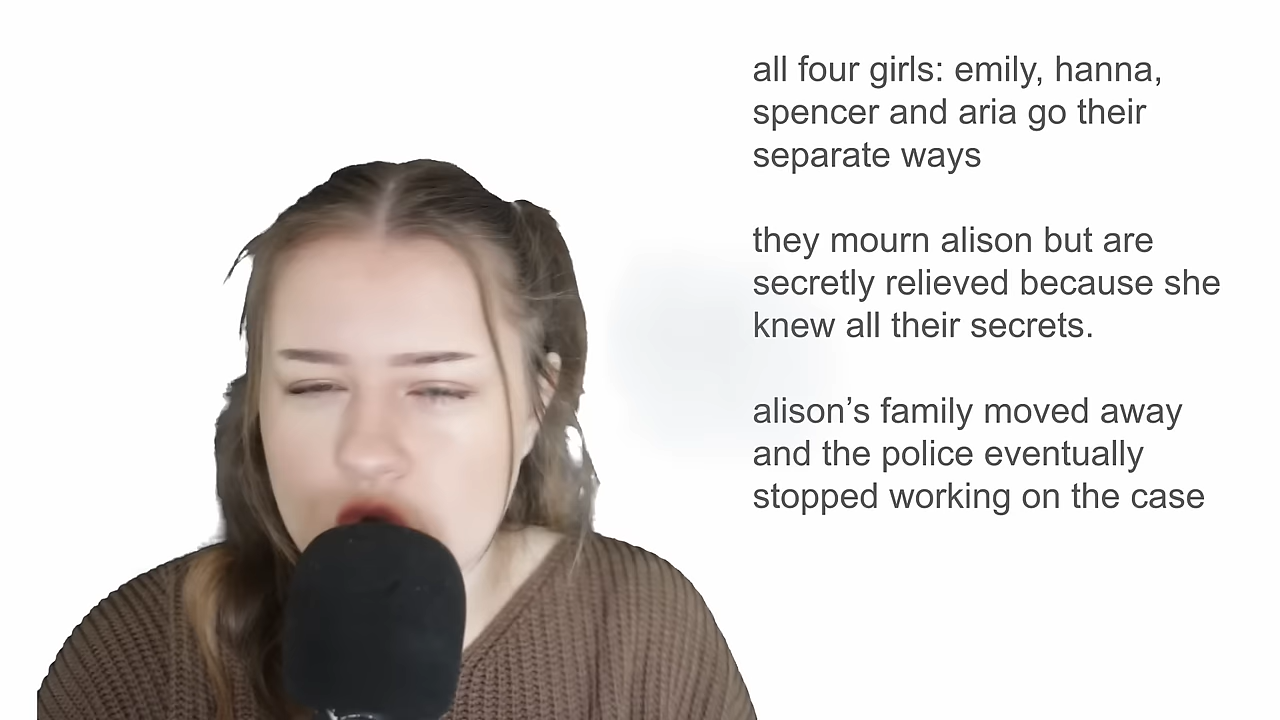 all four girls: emily, hanna,
spencer and aria go their
separate ways
they mourn alison but are
secretly relieved because she
knew all their secrets.
alison’s family moved away
and the police eventually
stopped working on the case